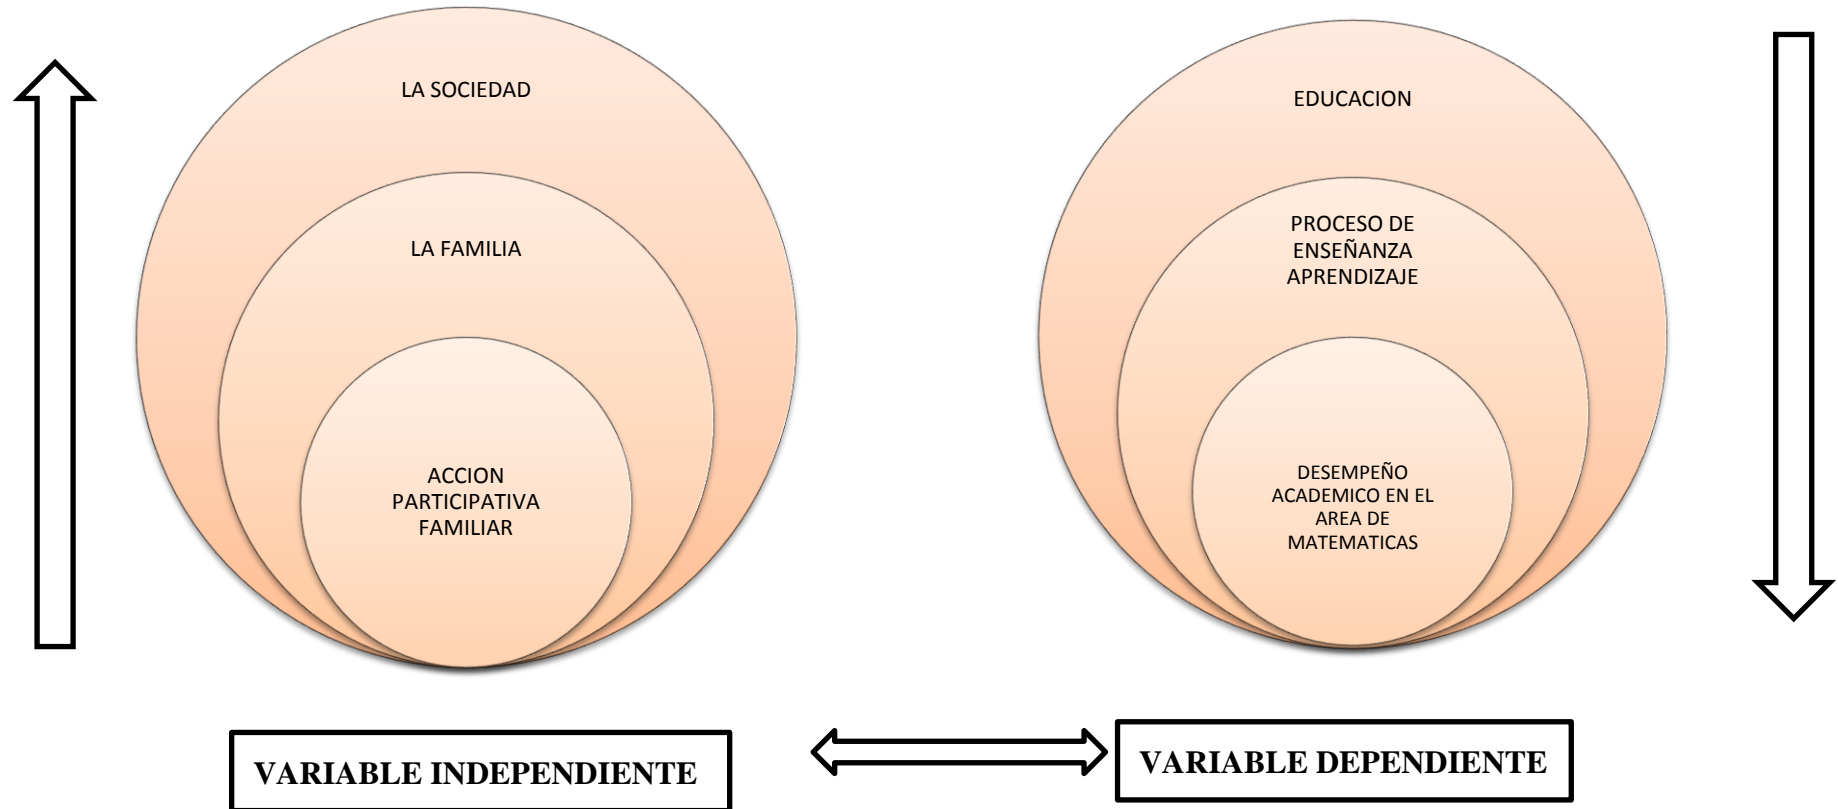 LA SOCIEDAD
LA FAMILIA
ACCION
PARTICIPATIVA
FAMILIAR
EDUCACION
PROCESO DE
ENSEÑANZA
APRENDIZAJE
DESEMPEÑO
ACADEMICO EN EL
AREA DE
MATEMATICAS
VARIABLE INDEPENDIENTE
VARIABLE DEPENDIENTE